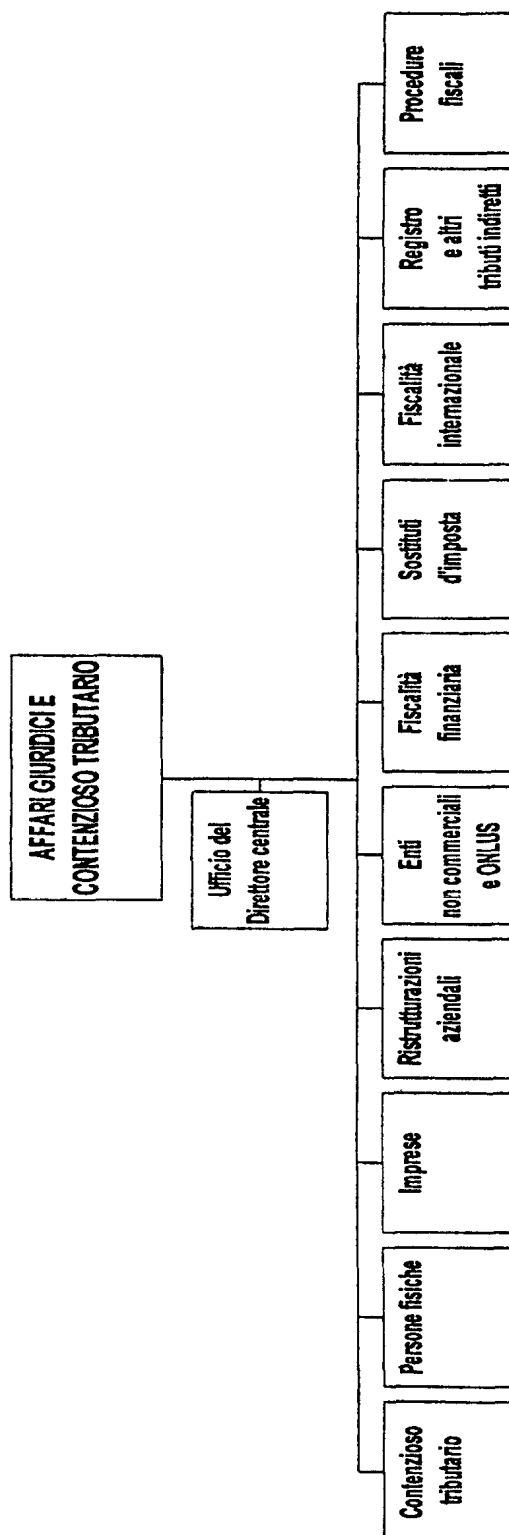 AFFARI GIURIDICI E
CONTENZIOSO TRIBUTARIO
Ufficio del
Direttore centrale
Contenzioso
tributario
Persone fisiche
Imprese
Ristrutturazioni
aziendali
Enti
non commerciali
e ONLUS
Fiscalità
finanziaria
Sostituti
d'imposta
Fiscalità
internazionale
Registro
e altri
tributi indiretti
Procedure
fiscali